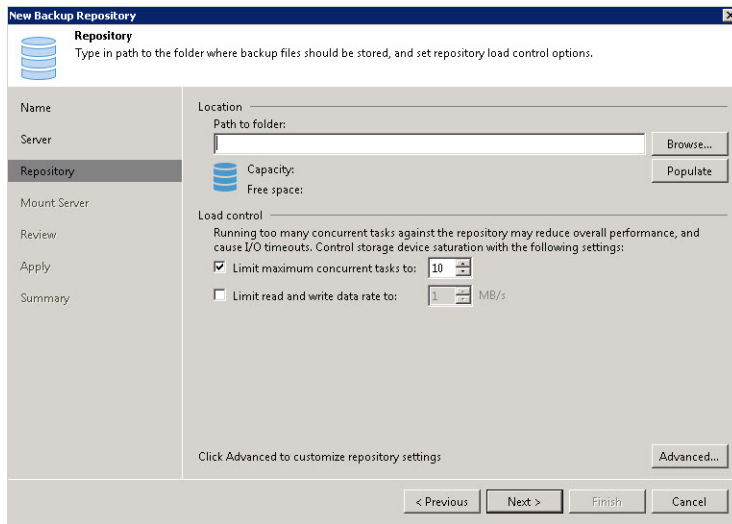 New Backup Repository
Repository
Type in path to the folder where backup files should be stored, and set repository load control options.
Name
Server
Repository
Mount Server
Review
Apply
Summary
Location
Path to folder:
Browse...
Capacity:
Populate
Free space:
Load control
Running too many concurrent tasks against the repository may reduce overall performance, and
cause I/O timeouts. Control storage device saturation with the following settings:
Limit maximum concurrent tasks to: 10
Limit read and write data rate to: 1 MB/s
Click Advanced to customize repository settings
Advanced...
< Previous
Next >
Finish
Cancel